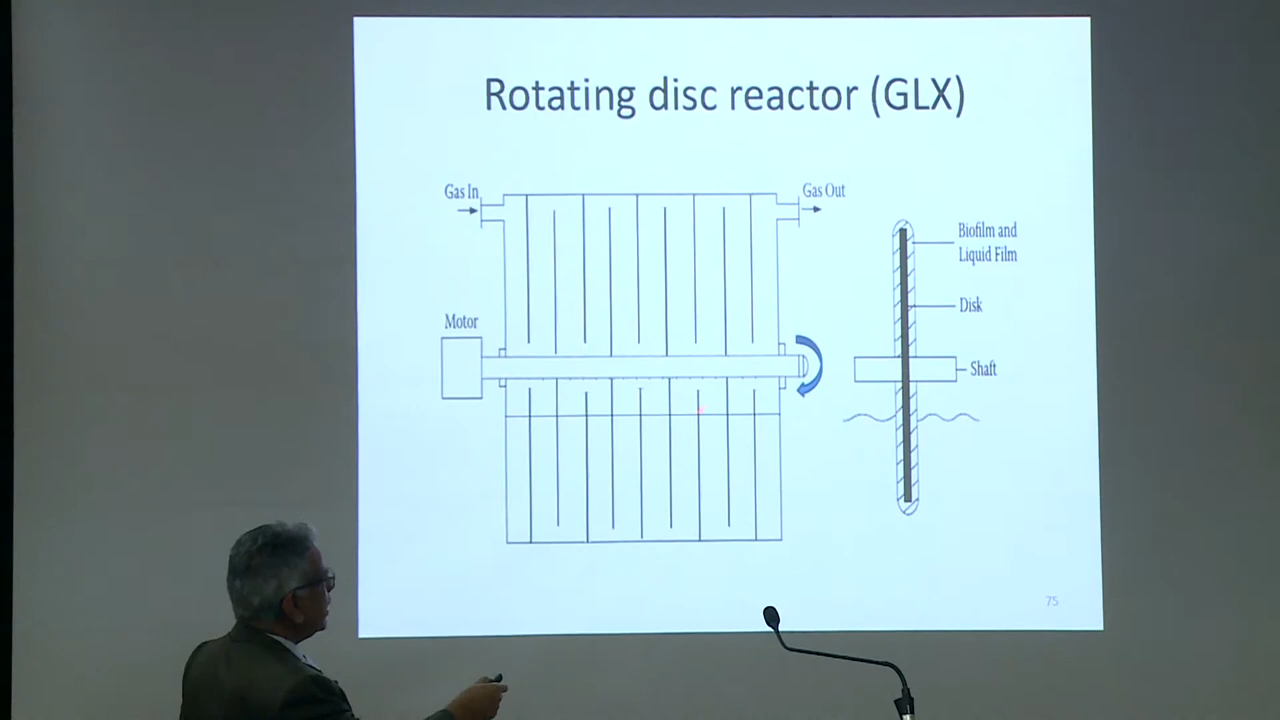 Rotating disc reactor (GLX)
Gas In
Gas Out
Biofilm and
Liquid Film
Disk
Motor
Shaft
75